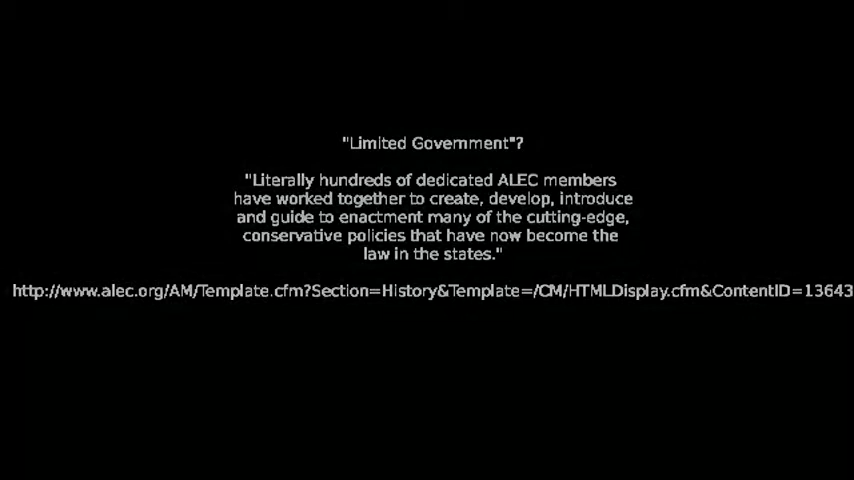 "Limited Government"?
"Literally hundreds of dedicated ALEC members
have worked together to create, develop, introduce
and guide to enactment many of the cutting-edge,
conservative policies that have now become the
law in the states."
http://www.alec.org/AM/Template.cfm?Section=History&Template=/CM/HTMLDisplay.cfm&ContentID=13643